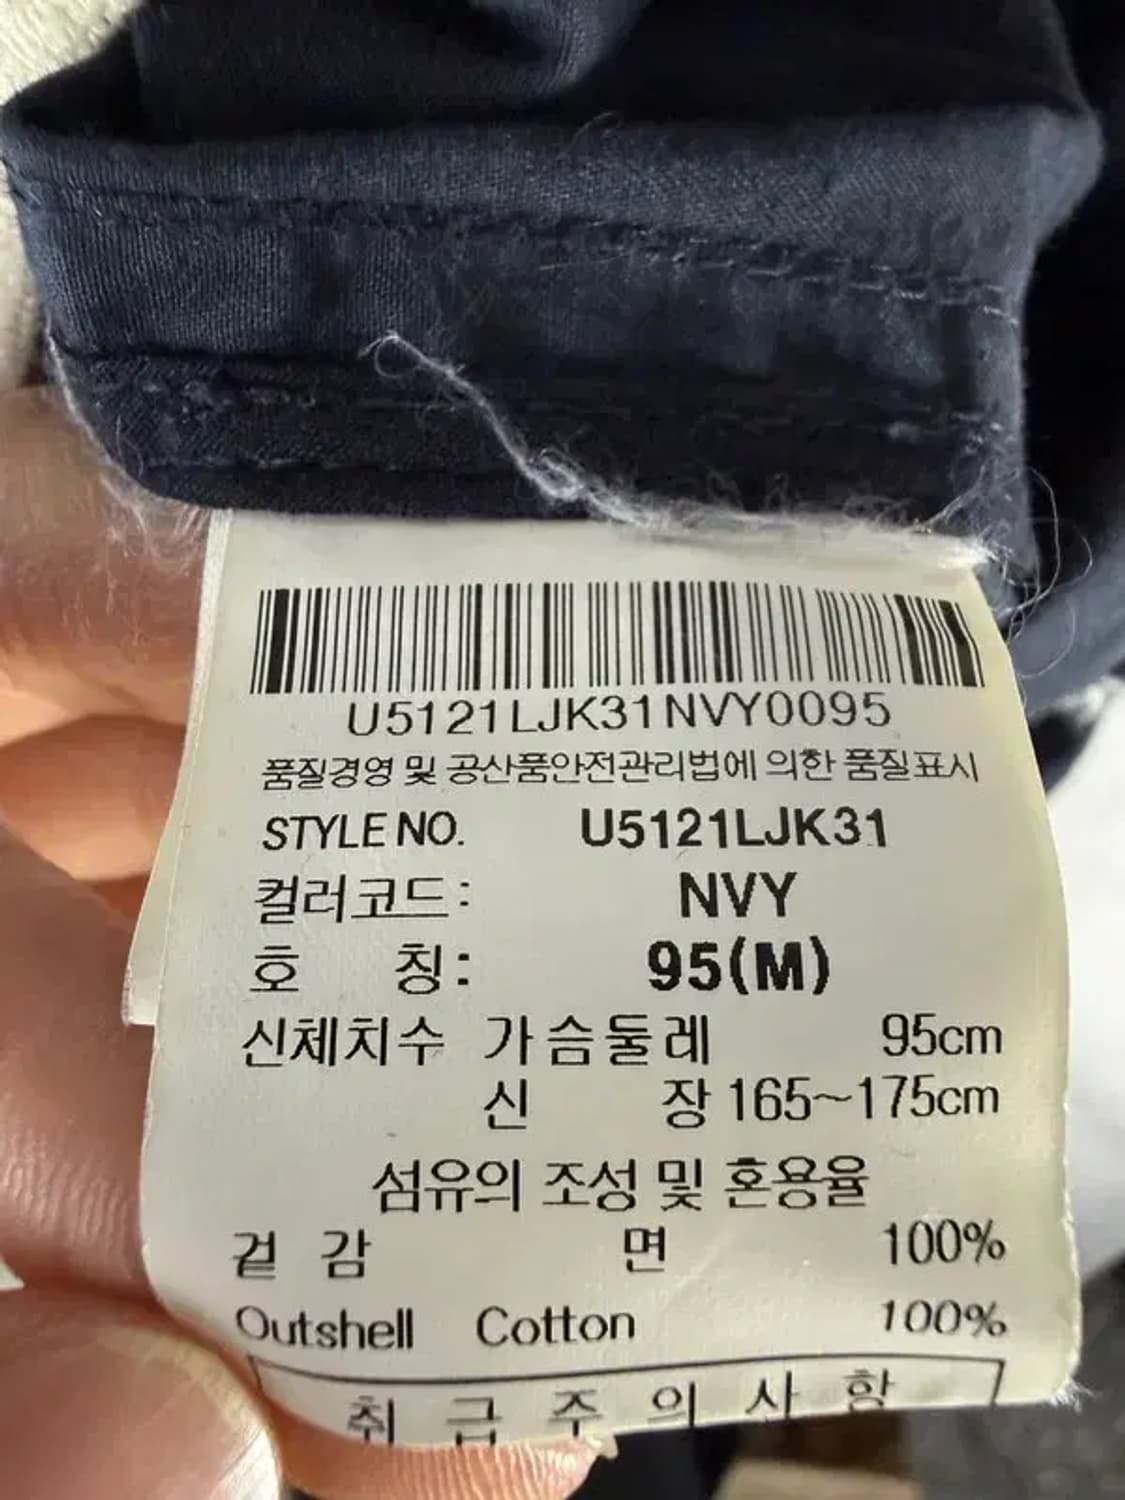 U5121LJK31NVY0095
품질경영 및 공산품안전관리법에 의한 품질표시
STYLE NO. U5121LJK31
컬러코드: NVY
호 칭: 95(M)
신체치수 가슴둘레 95cm
신 장 165~175cm
섬유의 조성 및 혼용율
겉 감 면 100%
Outshell Cotton 100%
취 급 주 의 사 항